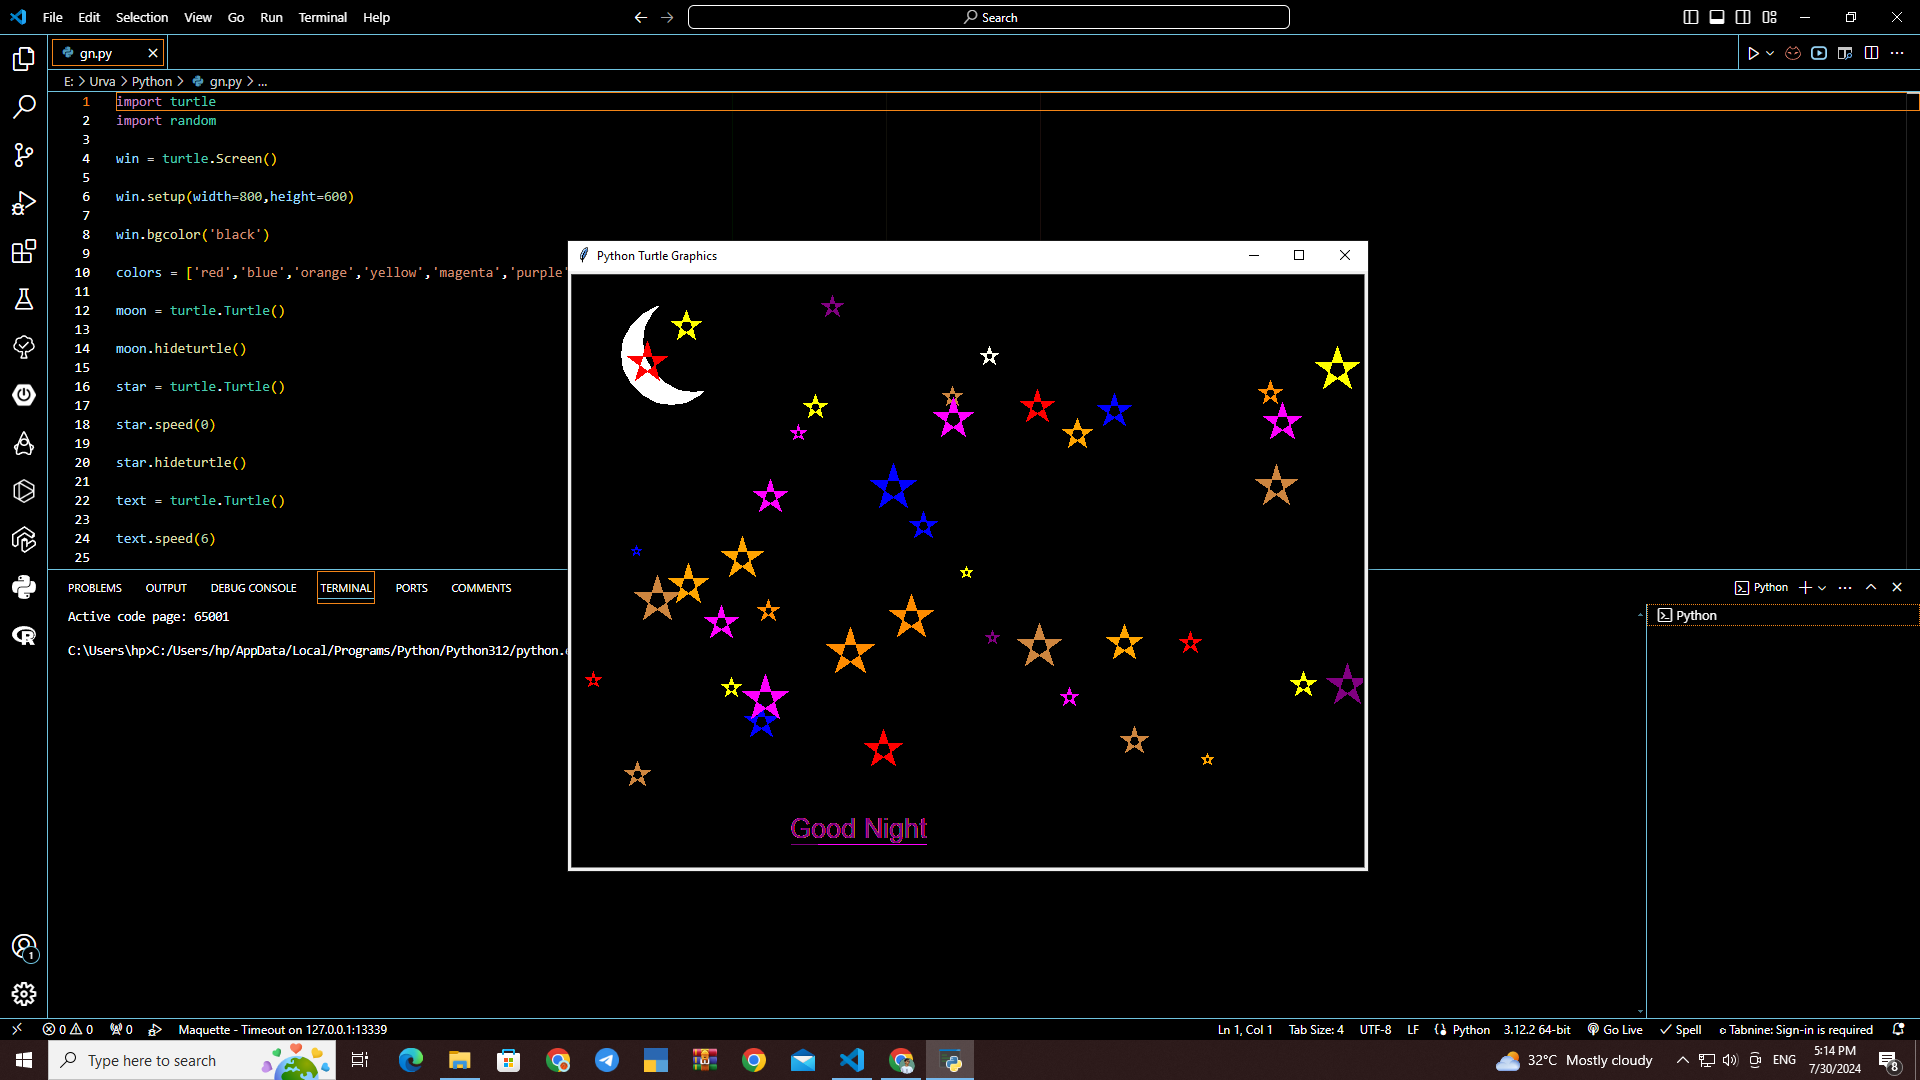 File Edit Selection View Go Run Terminal Help
Search
gn.py
E: > Urva > Python > gn.py > ...
1 import turtle
2 import random
3
4 win = turtle.Screen()
5
6 win.setup(width=800,height=600)
7
8 win.bgcolor('black')
9
10 colors = ['red','blue','orange','yellow','magenta','purple'
11
12 moon = turtle.Turtle()
13
14 moon.hideturtle()
15
16 star = turtle.Turtle()
17
18 star.speed(0)
19
20 star.hideturtle()
21
22 text = turtle.Turtle()
23
24 text.speed(6)
25
Python Turtle Graphics
Good Night
PROBLEMS OUTPUT DEBUG CONSOLE TERMINAL PORTS COMMENTS
Python
Active code page: 65001
Python
C:\Users\hp>C:/Users/hp/AppData/Local/Programs/Python/Python312/python.
1
0 0 0 Maquette - Timeout on 127.0.0.1:13339
Ln 1, Col 1 Tab Size: 4 UTF-8 LF Python 3.12.2 64-bit Go Live Spell Tabnine: Sign-in is required
Type here to search
32°C Mostly cloudy
ENG
5:14 PM
7/30/2024
8